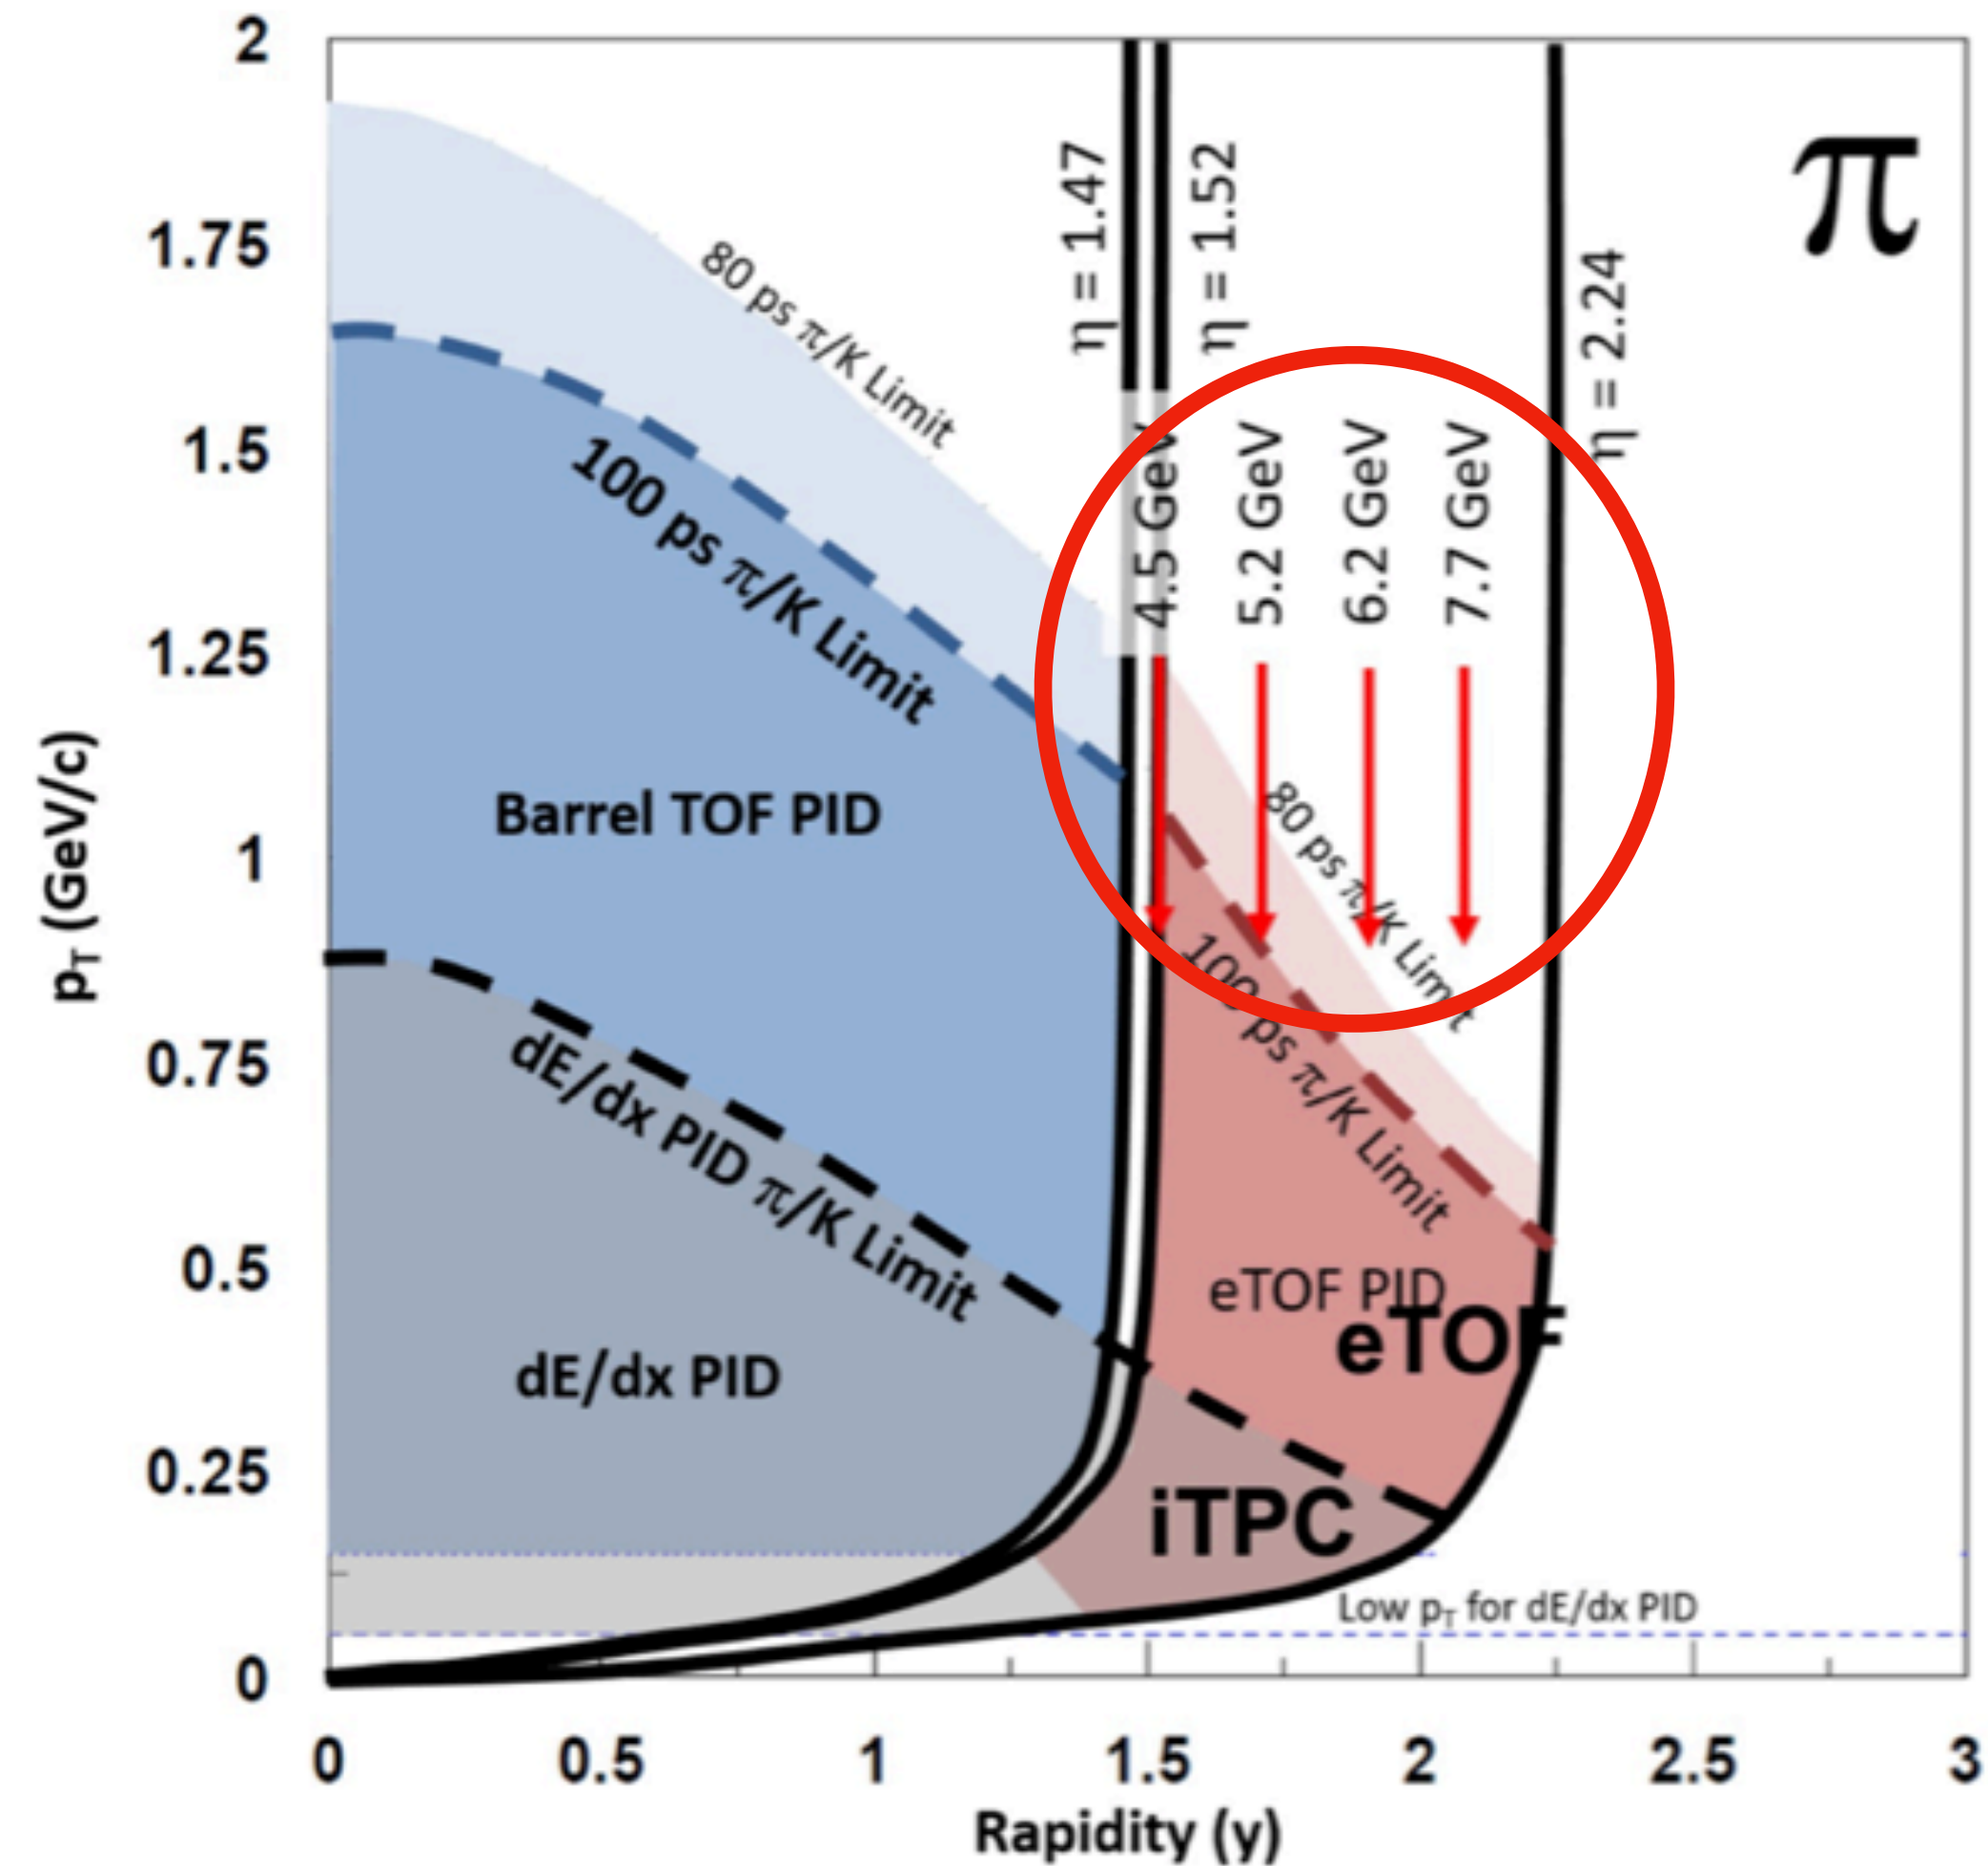 2
1.75
1.5
1.25
1
0.75
0.5
0.25
0
p_T (GeV/c)
π
η = 1.47
η = 1.52
η = 2.24
80 ps π/K Limit
100 ps π/K Limit
Barrel TOF PID
dE/dx PID π/K Limit
dE/dx PID
4.5 GeV
5.2 GeV
6.2 GeV
7.7 GeV
80 ps π/K Limit
100 ps π/K Limit
eTOF PID
eTOF
iTPC
Low p_T for dE/dx PID
0
0.5
1
1.5
2
2.5
3
Rapidity (y)